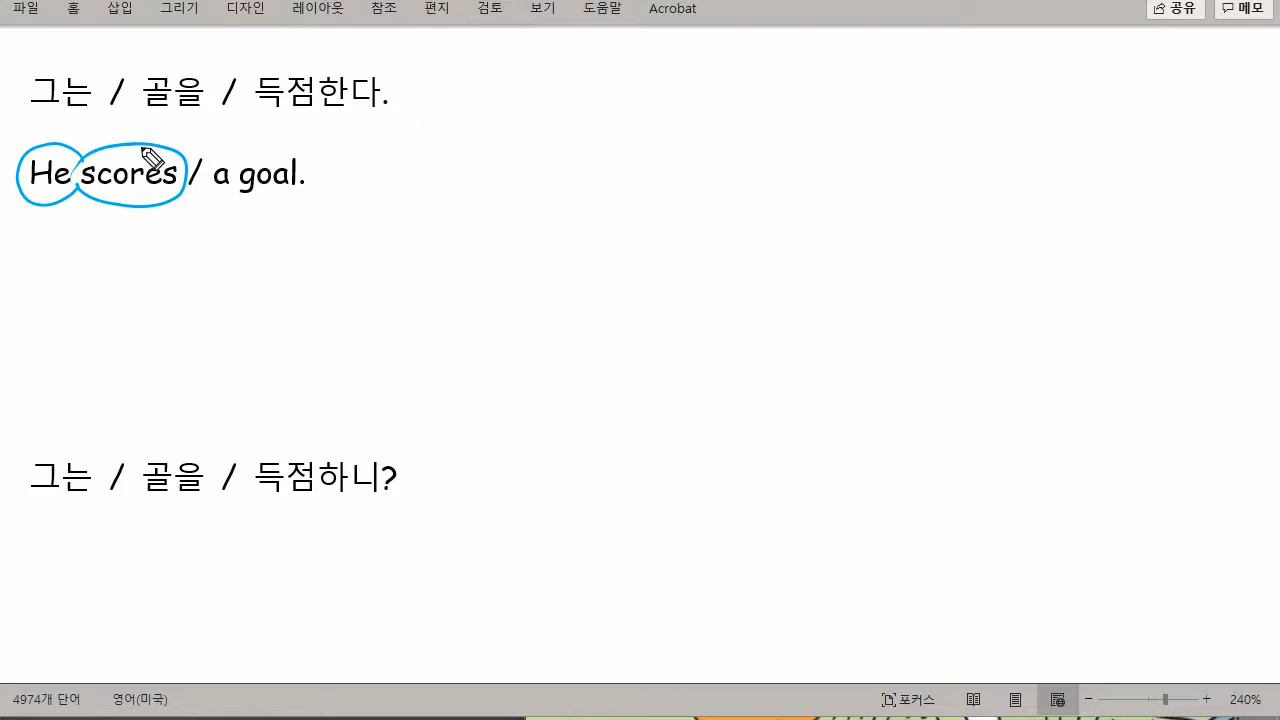 파일 홈 삽입 그리기 디자인 레이아웃 참조 편지 검토 보기 도움말 Acrobat 공유 메모
그는 / 골을 / 득점한다.
He scores / a goal.
그는 / 골을 / 득점하니?
4974개 단어 영어(미국) 포커스 240%